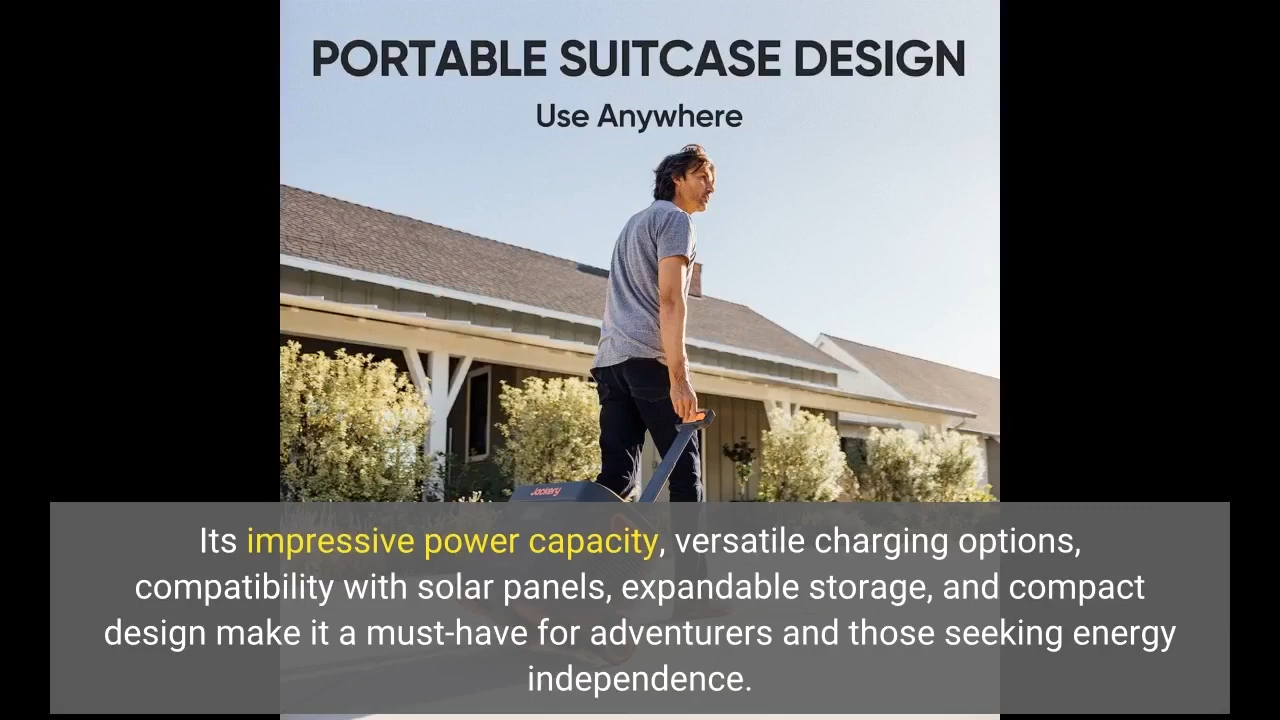 PORTABLE SUITCASE DESIGN
Use Anywhere
Jackery
Its impressive power capacity, versatile charging options,
compatibility with solar panels, expandable storage, and compact
design make it a must-have for adventurers and those seeking energy
independence.